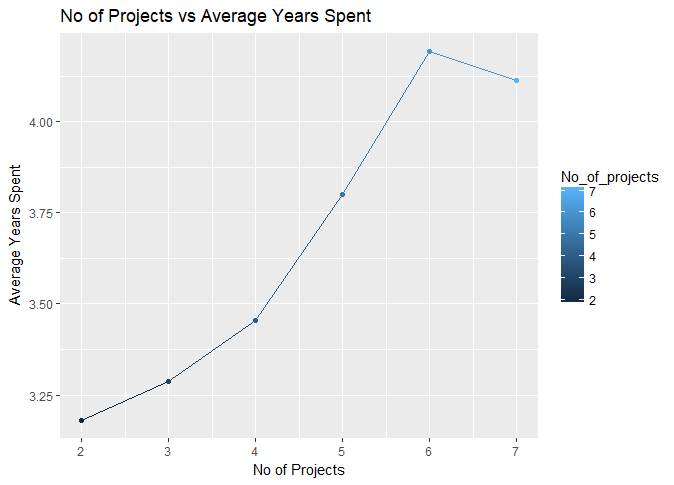 No of Projects vs Average Years Spent
Average Years Spent
4.00
3.75
3.50
3.25
2 3 4 5 6 7
No of Projects
No_of_projects
7
6
5
4
3
2